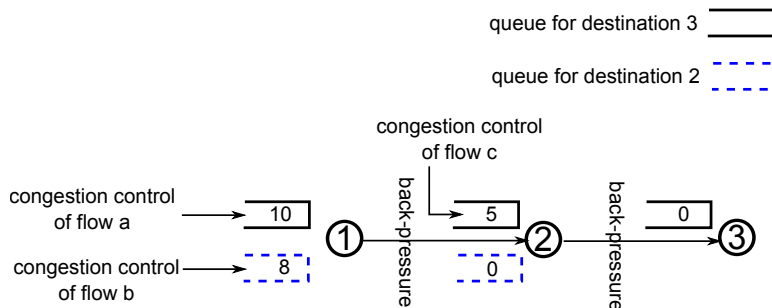 queue for destination 3
queue for destination 2
congestion control
of flow c
congestion control
of flow a
10
1
back-pressure
5
2
back-pressure
0
3
congestion control
of flow b
8
0